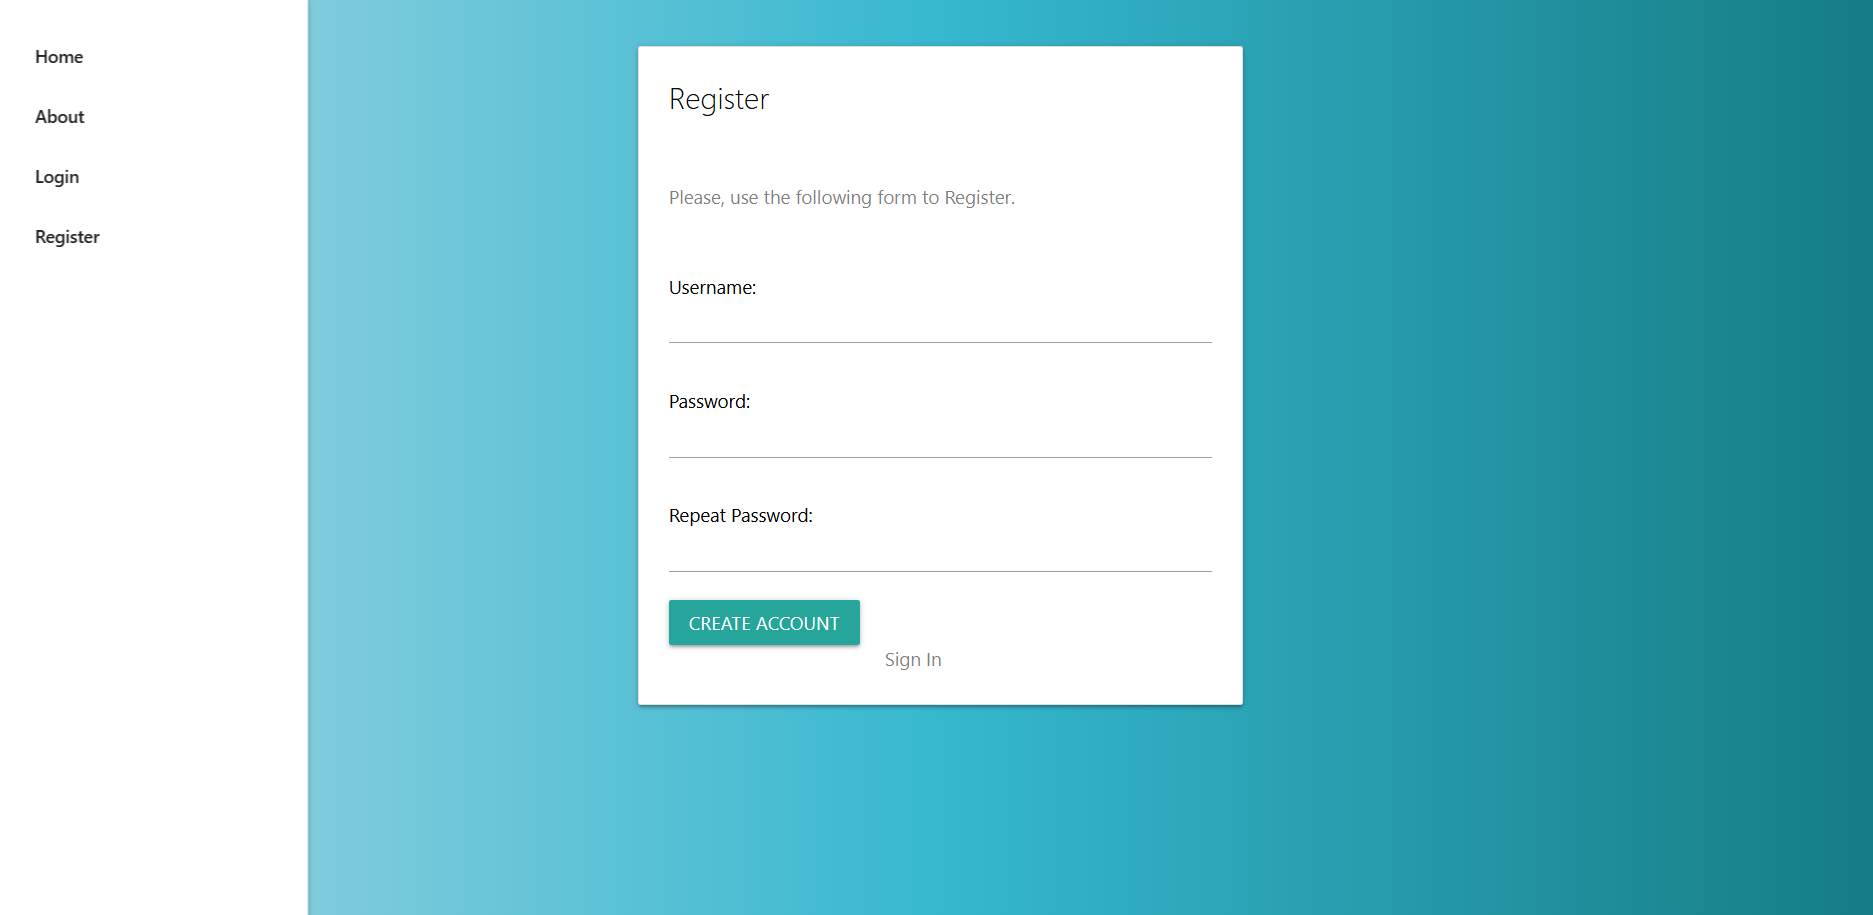 Home
About
Login
Register
Register
Please, use the following form to Register.
Username:
Password:
Repeat Password:
CREATE ACCOUNT
Sign In